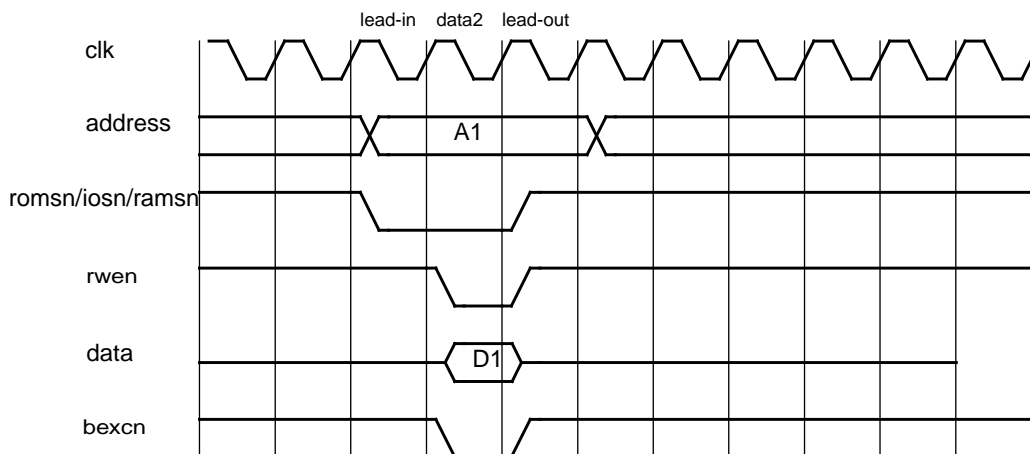 lead-in data2 lead-out
clk
address A1
romsn/iosn/ramsn
rwen
data D1
bexcn